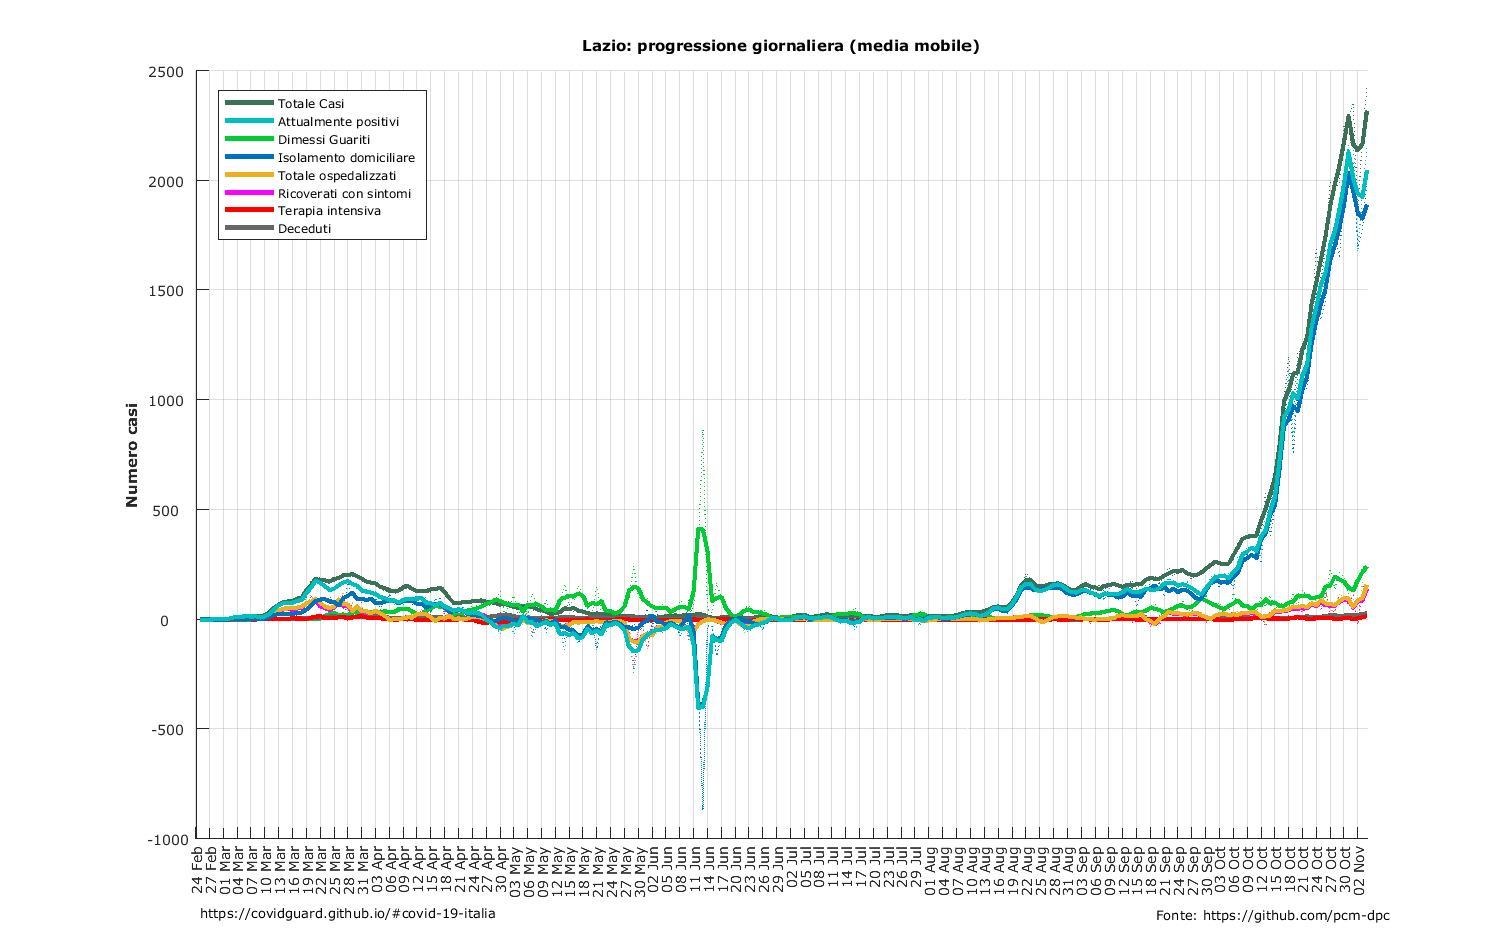 Lazio: progressione giornaliera (media mobile)
2500
2000
1500
1000
500
0
-500
-1000
Numero casi
Totale Casi
Attualmente positivi
Dimessi Guariti
Isolamento domiciliare
Totale ospedalizzati
Ricoverati con sintomi
Terapia intensiva
Deceduti
24 Feb
27 Feb
01 Mar
04 Mar
07 Mar
10 Mar
13 Mar
16 Mar
19 Mar
22 Mar
25 Mar
28 Mar
31 Mar
03 Apr
06 Apr
09 Apr
12 Apr
15 Apr
18 Apr
21 Apr
24 Apr
27 Apr
30 Apr
03 May
06 May
09 May
12 May
15 May
18 May
21 May
24 May
27 May
30 May
02 Jun
05 Jun
08 Jun
11 Jun
14 Jun
17 Jun
20 Jun
23 Jun
26 Jun
29 Jun
02 Jul
05 Jul
08 Jul
11 Jul
14 Jul
17 Jul
20 Jul
23 Jul
26 Jul
29 Jul
01 Aug
04 Aug
07 Aug
10 Aug
13 Aug
16 Aug
19 Aug
22 Aug
25 Aug
28 Aug
31 Aug
03 Sep
06 Sep
09 Sep
12 Sep
15 Sep
18 Sep
21 Sep
24 Sep
27 Sep
30 Sep
03 Oct
06 Oct
09 Oct
12 Oct
15 Oct
18 Oct
21 Oct
24 Oct
27 Oct
30 Oct
02 Nov
https://covidguard.github.io/#covid-19-italia
Fonte: https://github.com/pcm-dpc